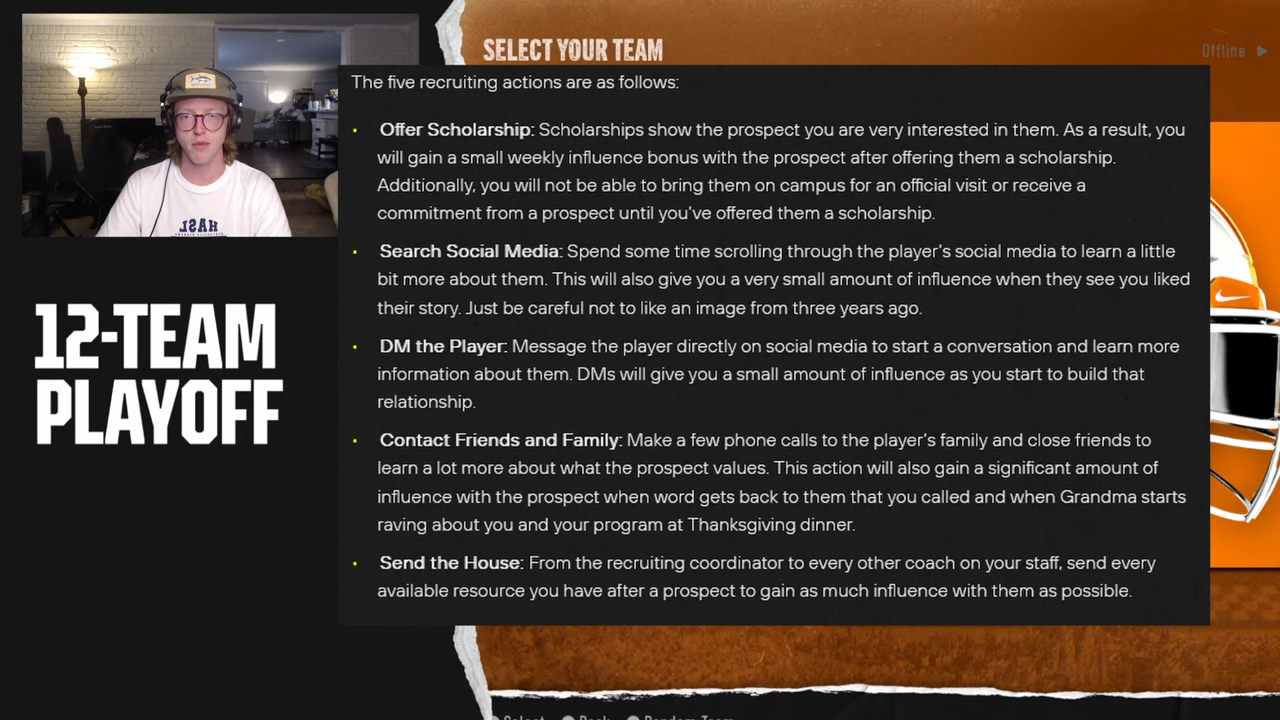 SELECT YOUR TEAM
Offline
The five recruiting actions are as follows:
• Offer Scholarship: Scholarships show the prospect you are very interested in them. As a result, you
will gain a small weekly influence bonus with the prospect after offering them a scholarship.
Additionally, you will not be able to bring them on campus for an official visit or receive a
commitment from a prospect until you've offered them a scholarship.
• Search Social Media: Spend some time scrolling through the player's social media to learn a little
bit more about them. This will also give you a very small amount of influence when they see you liked
their story. Just be careful not to like an image from three years ago.
• DM the Player: Message the player directly on social media to start a conversation and learn more
information about them. DMs will give you a small amount of influence as you start to build that
relationship.
• Contact Friends and Family: Make a few phone calls to the player's family and close friends to
learn a lot more about what the prospect values. This action will also gain a significant amount of
influence with the prospect when word gets back to them that you called and when Grandma starts
raving about you and your program at Thanksgiving dinner.
• Send the House: From the recruiting coordinator to every other coach on your staff, send every
available resource you have after a prospect to gain as much influence with them as possible.
12-TEAM
PLAYOFF
Select Back Random Team